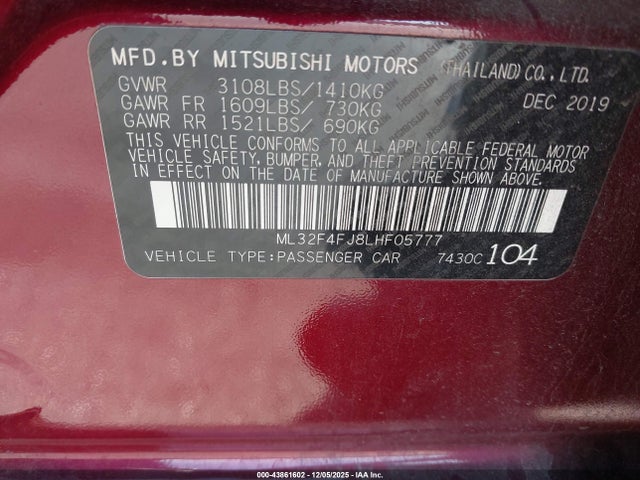 MFD.BY MITSUBISHI MOTORS (THAILAND)CO.,LTD.
GVWR 3108LBS/1410KG DEC 2019
GAWR FR 1609LBS/ 730KG
GAWR RR 1521LBS/ 690KG
THIS VEHICLE CONFORMS TO ALL APPLICABLE FEDERAL MOTOR
VEHICLE SAFETY, BUMPER, AND THEFT PREVENTION STANDARDS
IN EFFECT ON THE DATE OF MANUFACTURE SHOWN ABOVE.
ML32F4FJ8LHF05777
VEHICLE TYPE:PASSENGER CAR 7430C 104
000-43861602 - 12/05/2025 - IAA Inc.